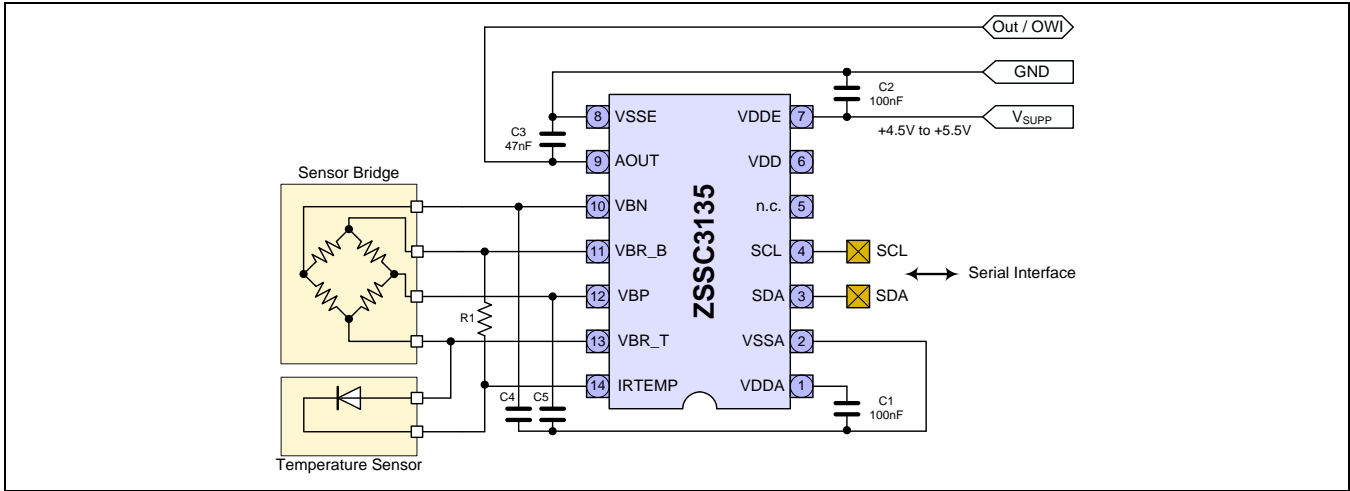 Out / OWI
GND
C2
100nF
VSUPP
+4.5V to +5.5V
C3
47nF
8 VSSE
VDDE 7
9 AOUT
VDD 6
Sensor Bridge
10 VBN
n.c. 5
11 VBR_B
SCL 4
SCL
Serial Interface
12 VBP
SDA 3
SDA
R1
13 VBR_T
VSSA 2
14 IRTEMP
VDDA 1
ZSSC3135
C4
C5
C1
100nF
Temperature Sensor